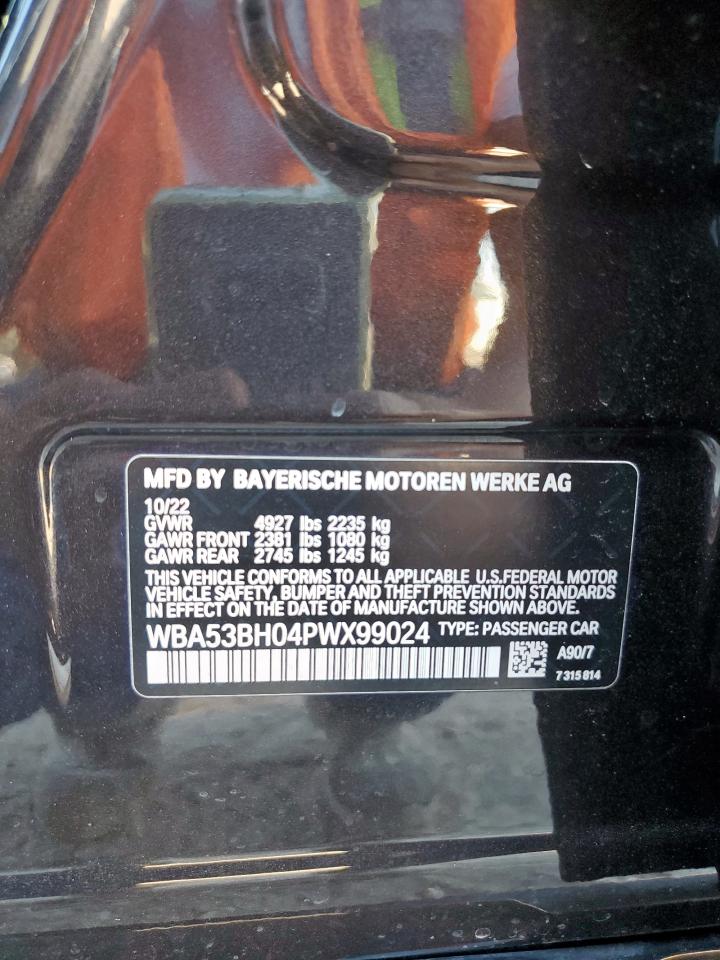 MFD BY BAYERISCHE MOTOREN WERKE AG
10/22
GVWR 4927 lbs 2235 kg
GAWR FRONT 2381 lbs 1080 kg
GAWR REAR 2745 lbs 1245 kg
THIS VEHICLE CONFORMS TO ALL APPLICABLE U.S.FEDERAL MOTOR
VEHICLE SAFETY, BUMPER AND THEFT PREVENTION STANDARDS
IN EFFECT ON THE DATE OF MANUFACTURE SHOWN ABOVE.
WBA53BH04PWX99024 TYPE: PASSENGER CAR
A90/7
7 315 814